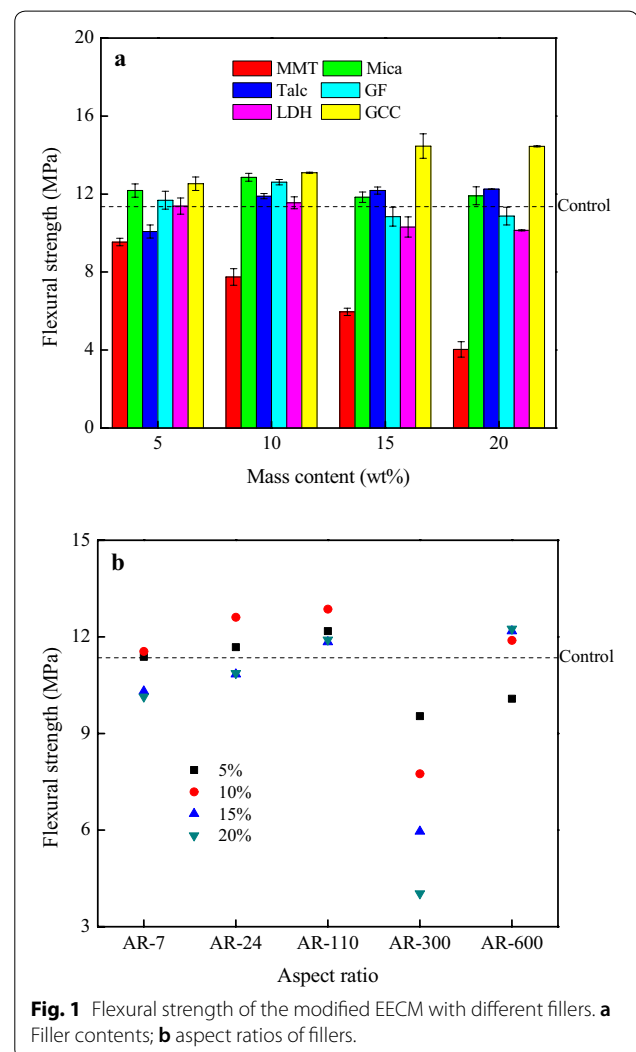 a
20
16
12
8
4
0
Flexural strength (MPa)
MMT Mica
Talc GF
LDH GCC
Control
5 10 15 20
Mass content (wt%)
b
15
12
9
6
3
Flexural strength (MPa)
Control
5%
10%
15%
20%
AR-7 AR-24 AR-110 AR-300 AR-600
Aspect ratio
Fig. 1 Flexural strength of the modified EECM with different fillers. a
Filler contents; b aspect ratios of fillers.